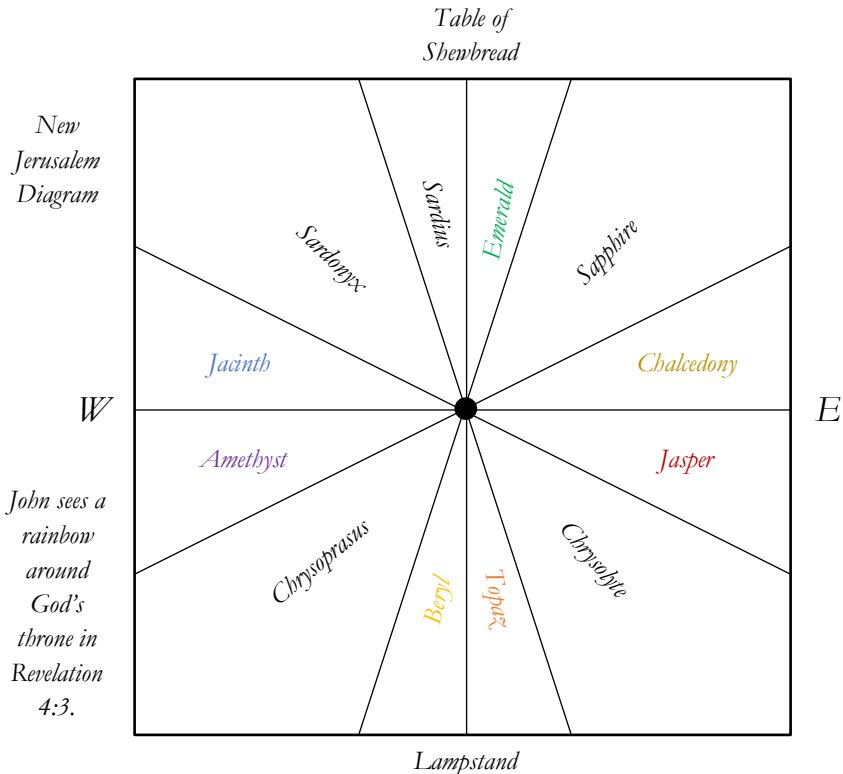 Table of
Shewbread
New
Jerusalem
Diagram
Sardius
Emerald
Sardonyx
Sapphire
Jacinth
Chalcedony
W
E
Amethyst
Jasper
John sees a
rainbow
around
God's
throne in
Revelation
4:3.
Chrysoprasus
Beryl
Topaz
Chrysolyte
Lampstand